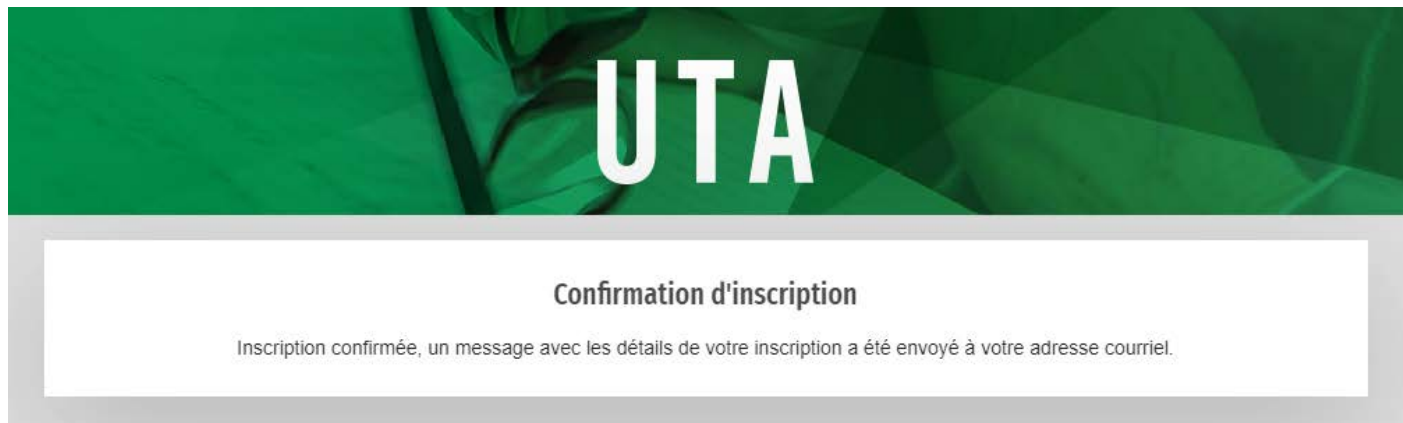 UTA
Confirmation d'inscription
Inscription confirmée, un message avec les détails de votre inscription a été envoyé à votre adresse courriel.